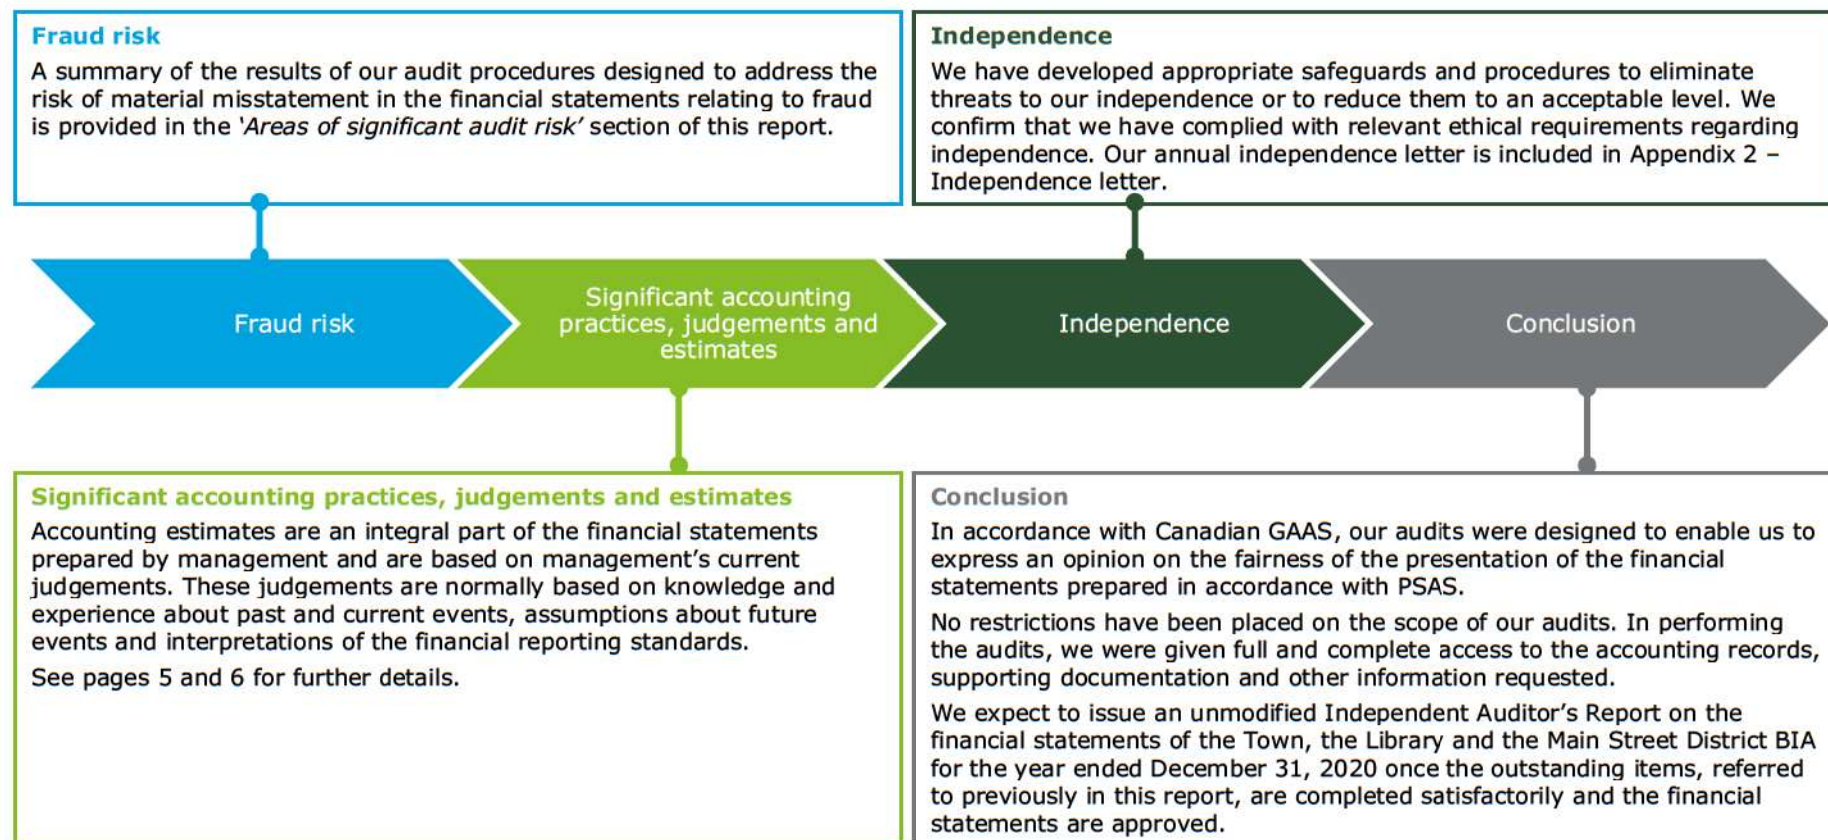 Fraud risk
A summary of the results of our audit procedures designed to address the
risk of material misstatement in the financial statements relating to fraud
is provided in the ‘Areas of significant audit risk’ section of this report.
Independence
We have developed appropriate safeguards and procedures to eliminate
threats to our independence or to reduce them to an acceptable level. We
confirm that we have complied with relevant ethical requirements regarding
independence. Our annual independence letter is included in Appendix 2 –
Independence letter.
Fraud risk
Significant accounting
practices, judgements and
estimates
Independence
Conclusion
Significant accounting practices, judgements and estimates
Accounting estimates are an integral part of the financial statements
prepared by management and are based on management’s current
judgements. These judgements are normally based on knowledge and
experience about past and current events, assumptions about future
events and interpretations of the financial reporting standards.
See pages 5 and 6 for further details.
Conclusion
In accordance with Canadian GAAS, our audits were designed to enable us to
express an opinion on the fairness of the presentation of the financial
statements prepared in accordance with PSAS.
No restrictions have been placed on the scope of our audits. In performing
the audits, we were given full and complete access to the accounting records,
supporting documentation and other information requested.
We expect to issue an unmodified Independent Auditor’s Report on the
financial statements of the Town, the Library and the Main Street District BIA
for the year ended December 31, 2020 once the outstanding items, referred
to previously in this report, are completed satisfactorily and the financial
statements are approved.